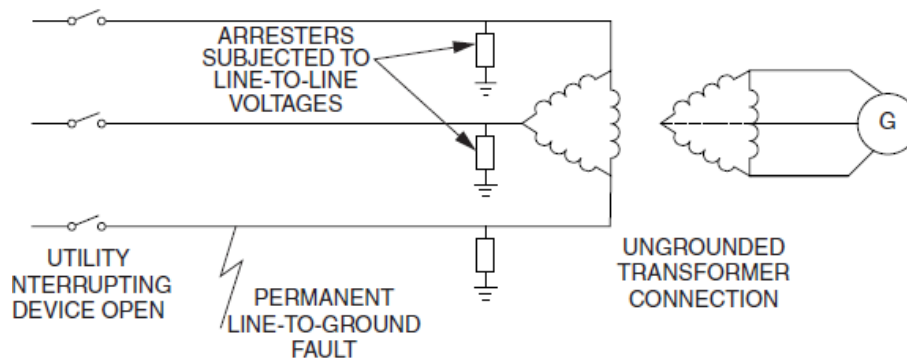 ARRESTERS
SUBJECTED TO
LINE-TO-LINE
VOLTAGES
G
UTILITY
NTERRUPTING
DEVICE OPEN
PERMANENT
LINE-TO-GROUND
FAULT
UNGROUNDED
TRANSFORMER
CONNECTION